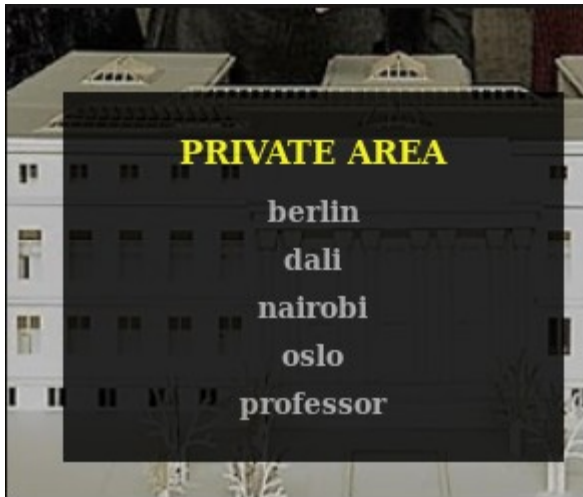 PRIVATE AREA
berlin
dali
nairobi
oslo
professor